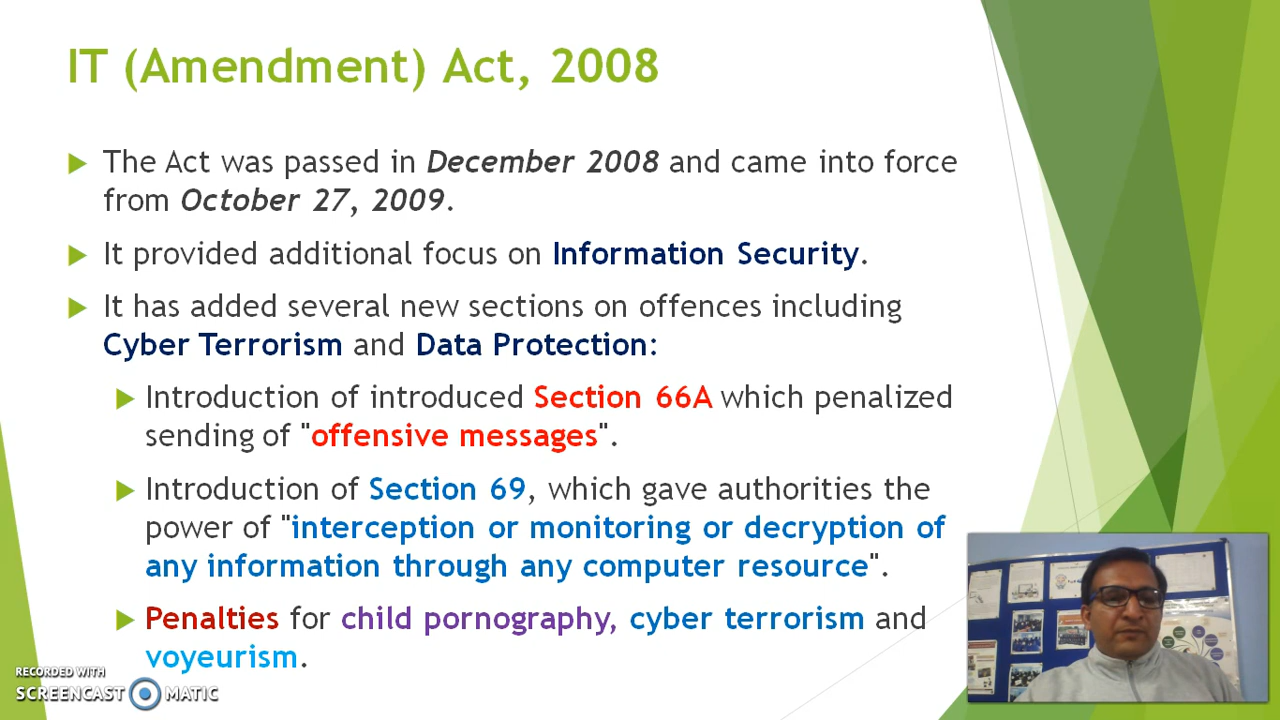 IT (Amendment) Act, 2008
The Act was passed in December 2008 and came into force
from October 27, 2009.
It provided additional focus on Information Security.
It has added several new sections on offences including
Cyber Terrorism and Data Protection:
Introduction of introduced Section 66A which penalized
sending of "offensive messages".
Introduction of Section 69, which gave authorities the
power of "interception or monitoring or decryption of
any information through any computer resource".
Penalties for child pornography, cyber terrorism and
voyeurism.
RECORDED WITH
SCREENCAST MATIC